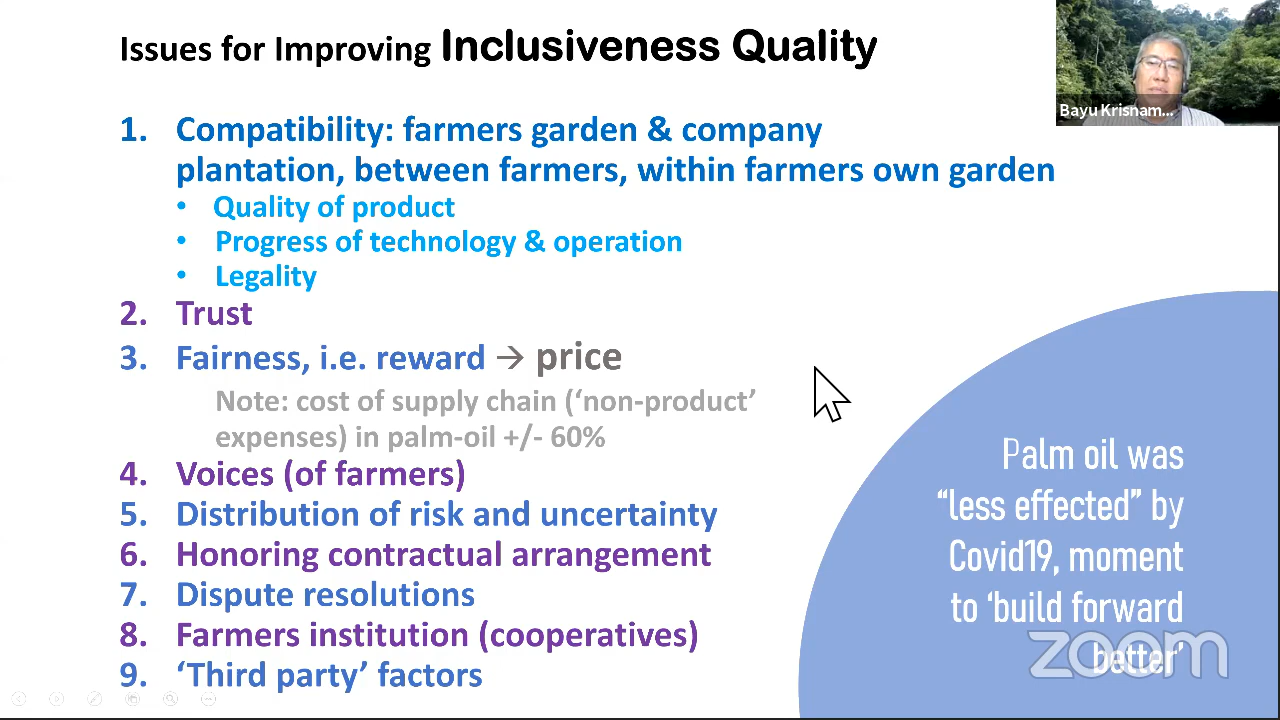 Issues for Improving Inclusiveness Quality
Bayu Krisnam...
1. Compatibility: farmers garden & company
plantation, between farmers, within farmers own garden
• Quality of product
• Progress of technology & operation
• Legality
2. Trust
3. Fairness, i.e. reward → price
Note: cost of supply chain (‘non-product’
expenses) in palm-oil +/- 60%
4. Voices (of farmers)
5. Distribution of risk and uncertainty
6. Honoring contractual arrangement
7. Dispute resolutions
8. Farmers institution (cooperatives)
9. ‘Third party’ factors
Palm oil was
“less effected” by
Covid19, moment
to ‘build forward
better’
zoom